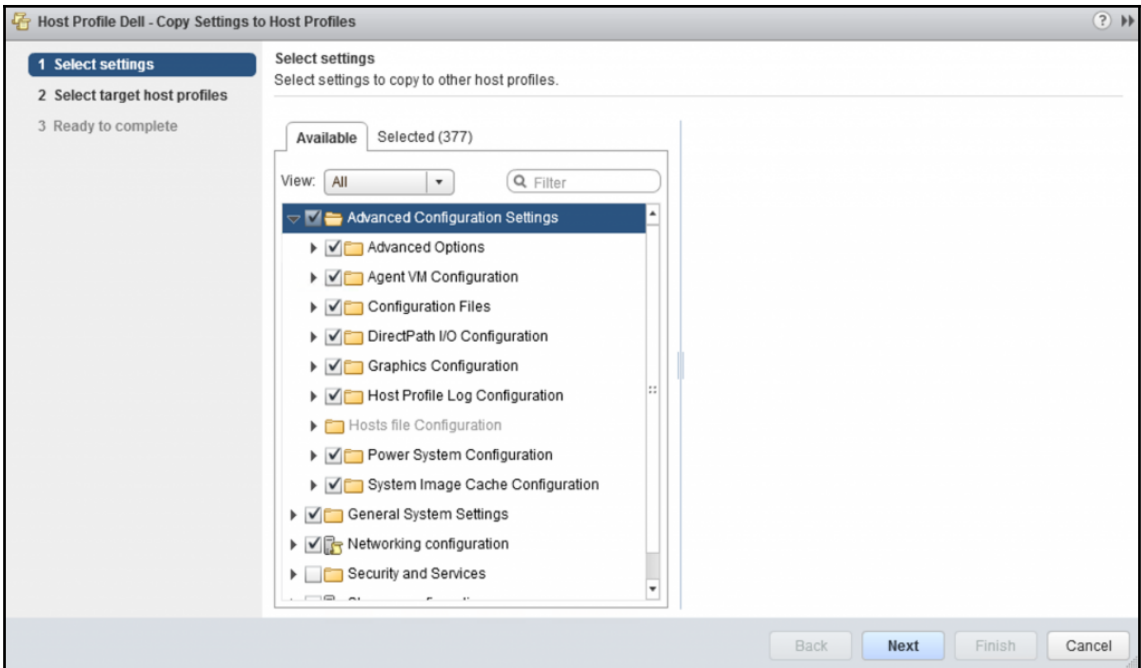 Host Profile Dell - Copy Settings to Host Profiles
1 Select settings
2 Select target host profiles
3 Ready to complete
Select settings
Select settings to copy to other host profiles.
Available Selected (377)
View: All Filter
Advanced Configuration Settings
Advanced Options
Agent VM Configuration
Configuration Files
DirectPath I/O Configuration
Graphics Configuration
Host Profile Log Configuration
Hosts file Configuration
Power System Configuration
System Image Cache Configuration
General System Settings
Networking configuration
Security and Services
Back Next Finish Cancel